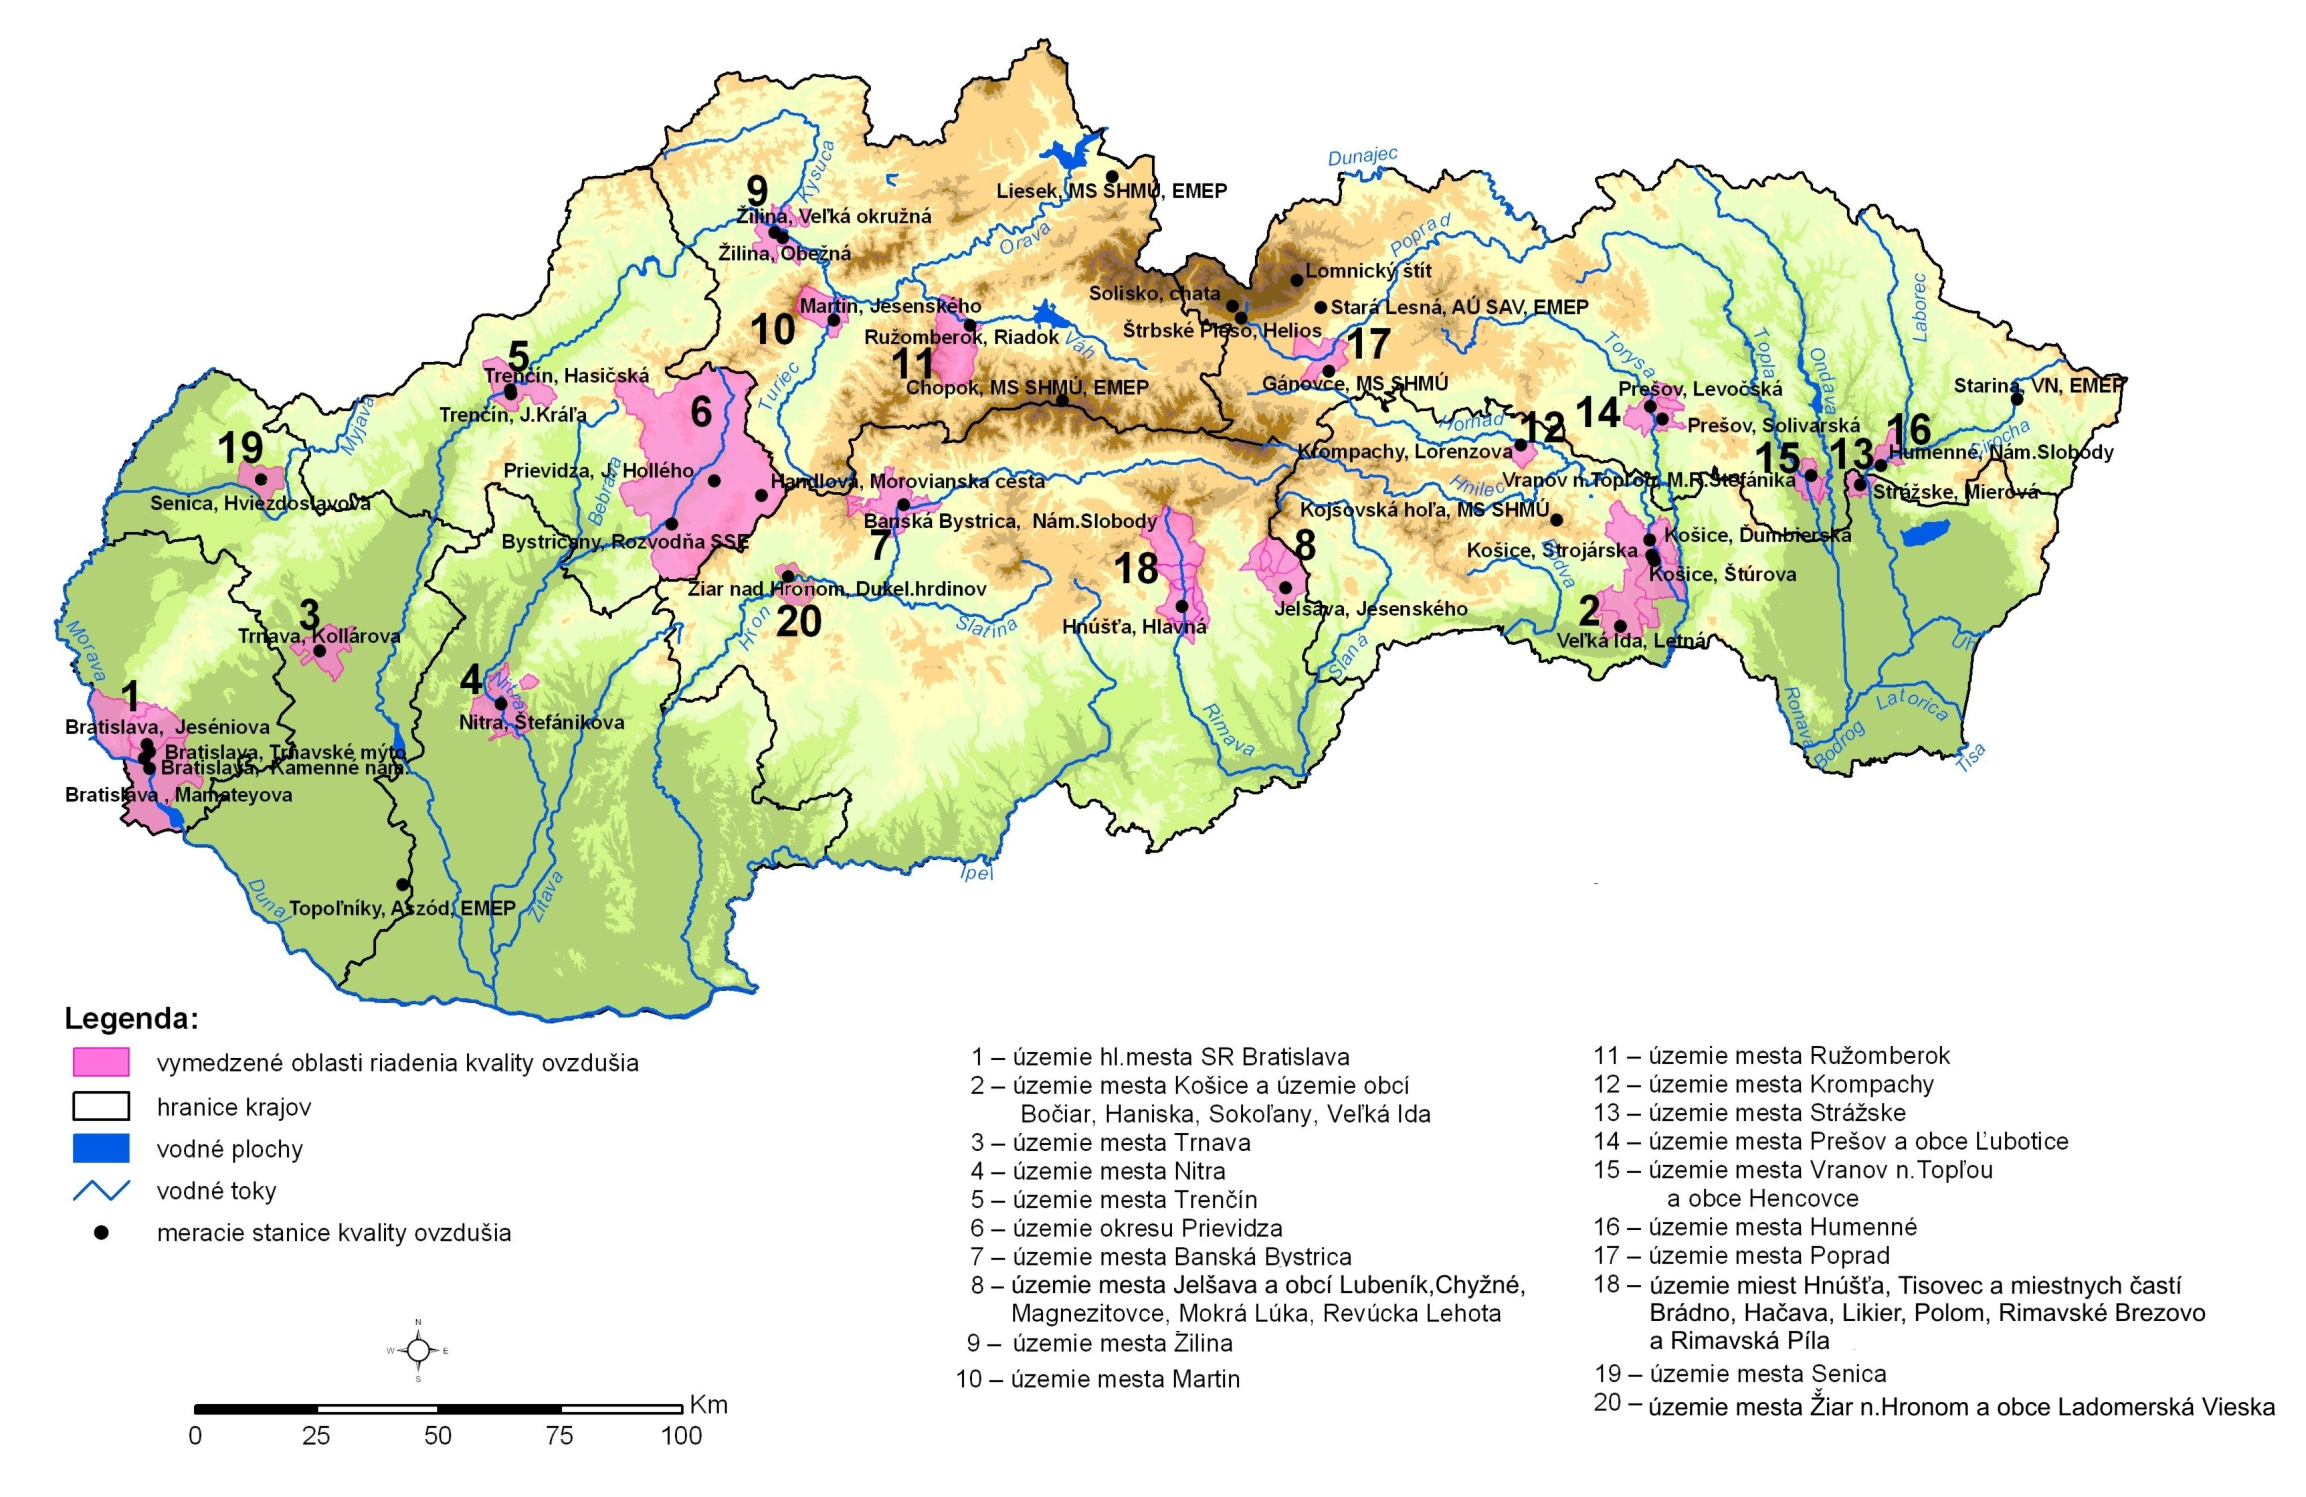 Dunajec
Kysuca
9
Žilina, Veľká okružná
Žilina, Obežná
Liesek, MS SHMÚ, EMEP
Orava
Poprad
Lomnický štít
Solisko, chata
Stará Lesná, AÚ SAV, EMEP
Štrbské Pleso, Helios
Martin, Jesenského
10
Ružomberok, Riadok
11
Váh
17
Gánovce, MS SHMÚ
Chopok, MS SHMÚ, EMEP
Turiec
Torysa
Topla
Ondava
Laborec
5
Trenčín, Hasičská
Trenčín, J.Kráľa
6
Prešov, Levočská
14
Prešov, Solivarská
Starina, VN, EMEP
Myjava
19
Senica, Hviezdoslavova
Hornád
12
Krompachy, Lorenzova
16
Cirocha
Humenné, Nám.Slobody
15
13
Vranov n.Topľou, M.R.Štefánika
Strážske, Mierová
Prievidza, J. Hollého
Handlová, Morovianska cesta
Bebrava
Bystričany, Rozvodňa SSE
Banská Bystrica, Nám.Slobody
7
Hnilec
Kojšovská hoľa, MS SHMÚ
Košice, Ďumbierska
Košice, Strojárska
Košice, Štúrova
Bodva
8
18
Jelšava, Jesenského
Hnúšťa, Hlavná
Žiar nad Hronom, Dukel.hrdinov
20
Hron
Slatina
2
Veľká Ida, Letná
3
Trnava, Kollárova
Morava
Slaná
Uh
4
Nitra
Nitra, Štefánikova
1
Bratislava, Jeséniova
Bratislava, Trnavské mýto
Bratislava, Kamenné nám.
Bratislava , Mamateyova
Rimava
Ronava
Latorica
Bodrog
Tisa
Ipeľ
Dunaj
Topoľníky, Aszód, EMEP
Žitava
Legenda:
vymedzené oblasti riadenia kvality ovzdušia
hranice krajov
vodné plochy
vodné toky
meracie stanice kvality ovzdušia
N
W E
S
Km
0 25 50 75 100
1 – územie hl.mesta SR Bratislava
2 – územie mesta Košice a územie obcí
Bočiar, Haniska, Sokoľany, Veľká Ida
3 – územie mesta Trnava
4 – územie mesta Nitra
5 – územie mesta Trenčín
6 – územie okresu Prievidza
7 – územie mesta Banská Bystrica
8 – územie mesta Jelšava a obcí Lubeník,Chyžné,
Magnezitovce, Mokrá Lúka, Revúcka Lehota
9 – územie mesta Žilina
10 – územie mesta Martin
11 – územie mesta Ružomberok
12 – územie mesta Krompachy
13 – územie mesta Strážske
14 – územie mesta Prešov a obce Ľubotice
15 – územie mesta Vranov n.Topľou
a obce Hencovce
16 – územie mesta Humenné
17 – územie mesta Poprad
18 – územie miest Hnúšťa, Tisovec a miestnych častí
Brádno, Hačava, Likier, Polom, Rimavské Brezovo
a Rimavská Píla
19 – územie mesta Senica
20 – územie mesta Žiar n.Hronom a obce Ladomerská Vieska